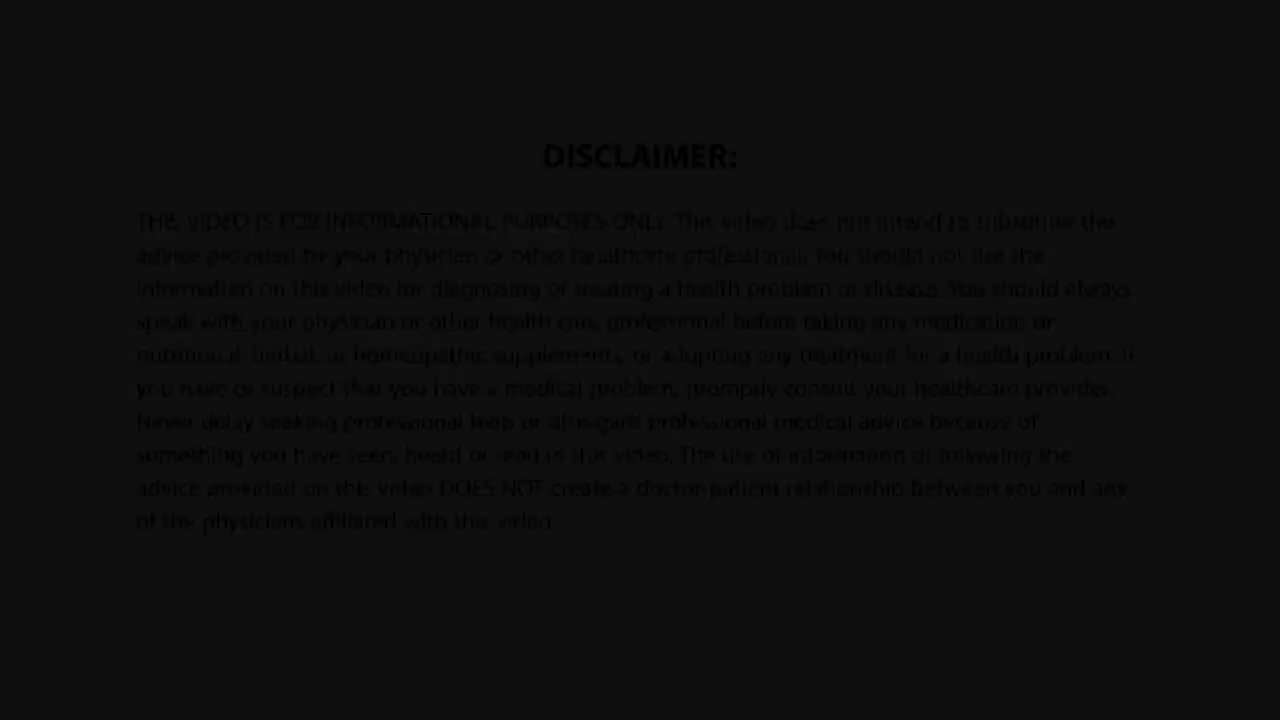 DISCLAIMER:
THIS VIDEO IS FOR INFORMATIONAL PURPOSES ONLY. This video does not intend to substitute the
advice provided by your physician or other healthcare professional. You should not use the
information on this video for diagnosing or treating a health problem or disease. You should always
speak with your physician or other health care professional before taking any medication or
nutritional, herbal, or homeopathic supplements, or adopting any treatment for a health problem. If
you have or suspect that you have a medical problem, promptly consult your healthcare provider.
Never delay seeking professional help or disregard professional medical advice because of
something you have seen, heard or read in this video. The use of information or following the
advice provided on this video DOES NOT create a doctor-patient relationship between you and any
of the physicians affiliated with this video.